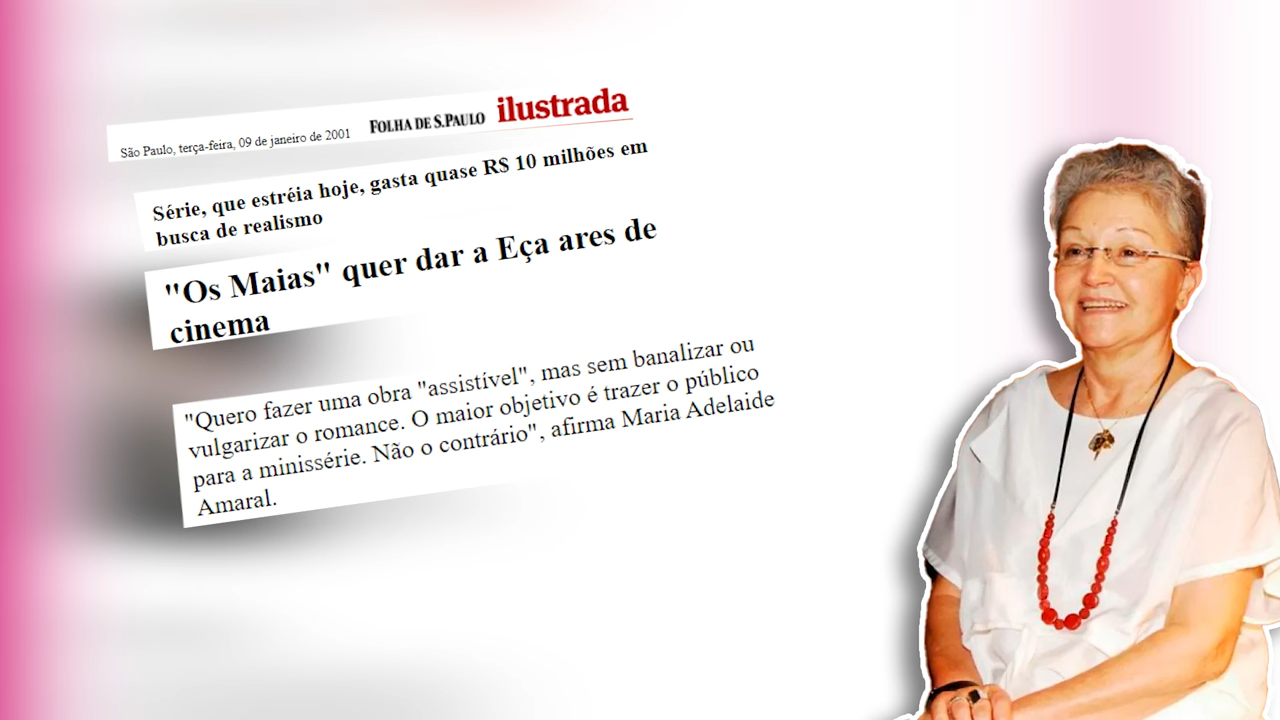 São Paulo, terça-feira, 09 de janeiro de 2001 FOLHA DE S.PAULO ilustrada
Série, que estréia hoje, gasta quase R$ 10 milhões em
busca de realismo
"Os Maias" quer dar a Eça ares de
cinema
"Quero fazer uma obra "assistível", mas sem banalizar ou
vulgarizar o romance. O maior objetivo é trazer o público
para a minissérie. Não o contrário", afirma Maria Adelaide
Amaral.